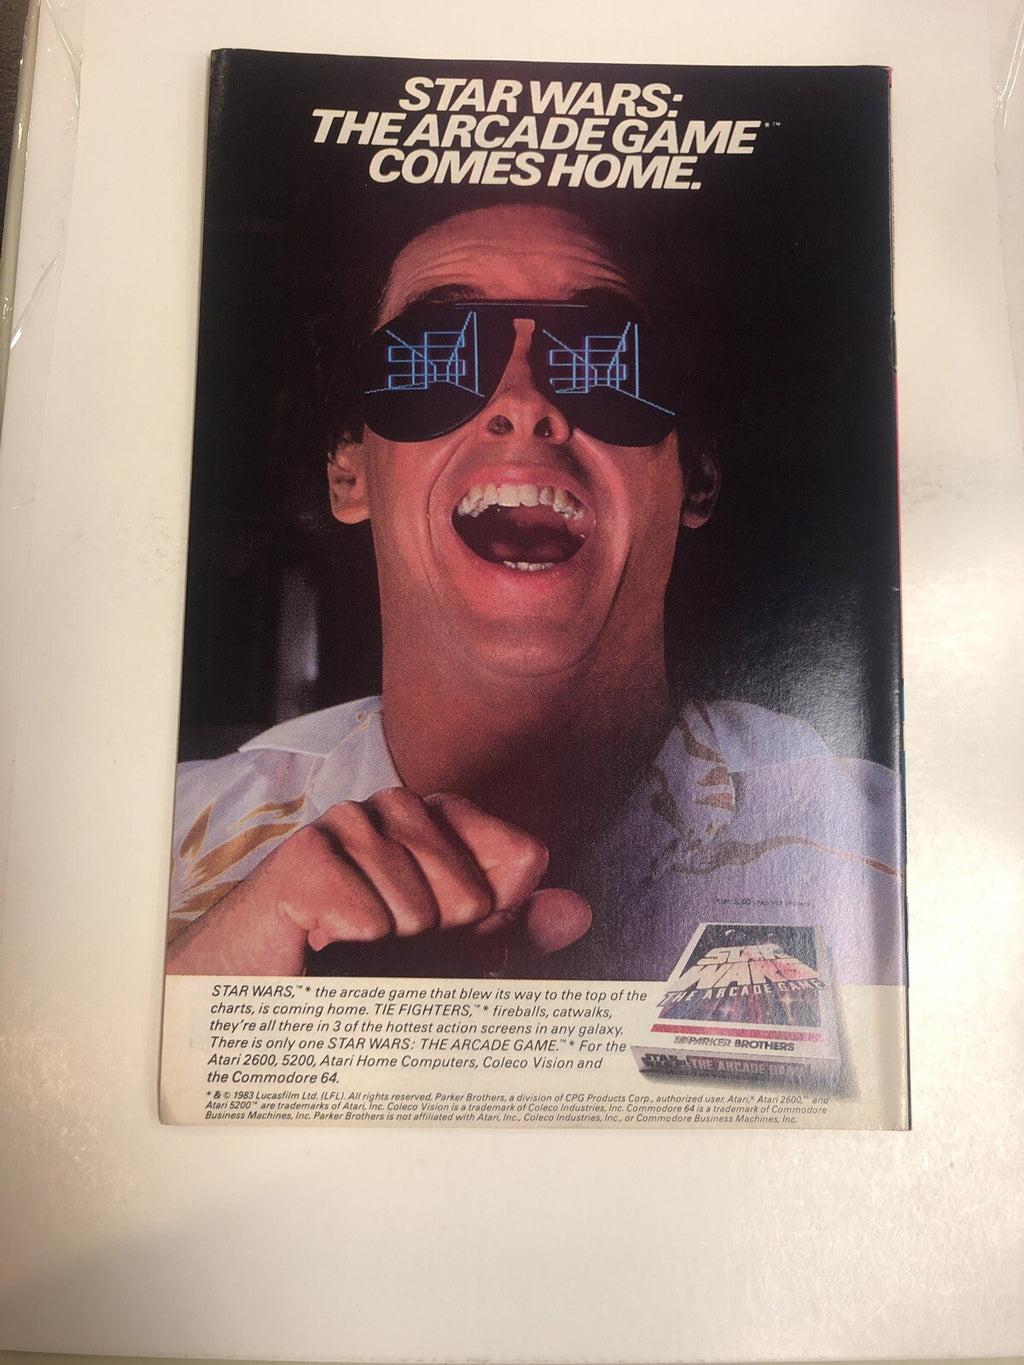 STAR WARS:
THE ARCADE GAME*™
COMES HOME.
STAR WARS
THE ARCADE GAME
PARKER BROTHERS
STAR WARS THE ARCADE GAME
STAR WARS,™* the arcade game that blew its way to the top of the
charts, is coming home. TIE FIGHTERS,™* fireballs, catwalks,
they're all there in 3 of the hottest action screens in any galaxy.
There is only one STAR WARS: THE ARCADE GAME.™* For the
Atari 2600, 5200, Atari Home Computers, Coleco Vision and
the Commodore 64.
* & © 1983 Lucasfilm Ltd. (LFL). All rights reserved. Parker Brothers, a division of CPG Products Corp., authorized user. Atari,® Atari 2600,™ and
Atari 5200™ are trademarks of Atari, Inc. Coleco Vision is a trademark of Coleco Industries, Inc. Commodore 64 is a trademark of Commodore
Business Machines, Inc. Parker Brothers is not affiliated with Atari, Inc., Coleco Industries, Inc., or Commodore Business Machines, Inc.